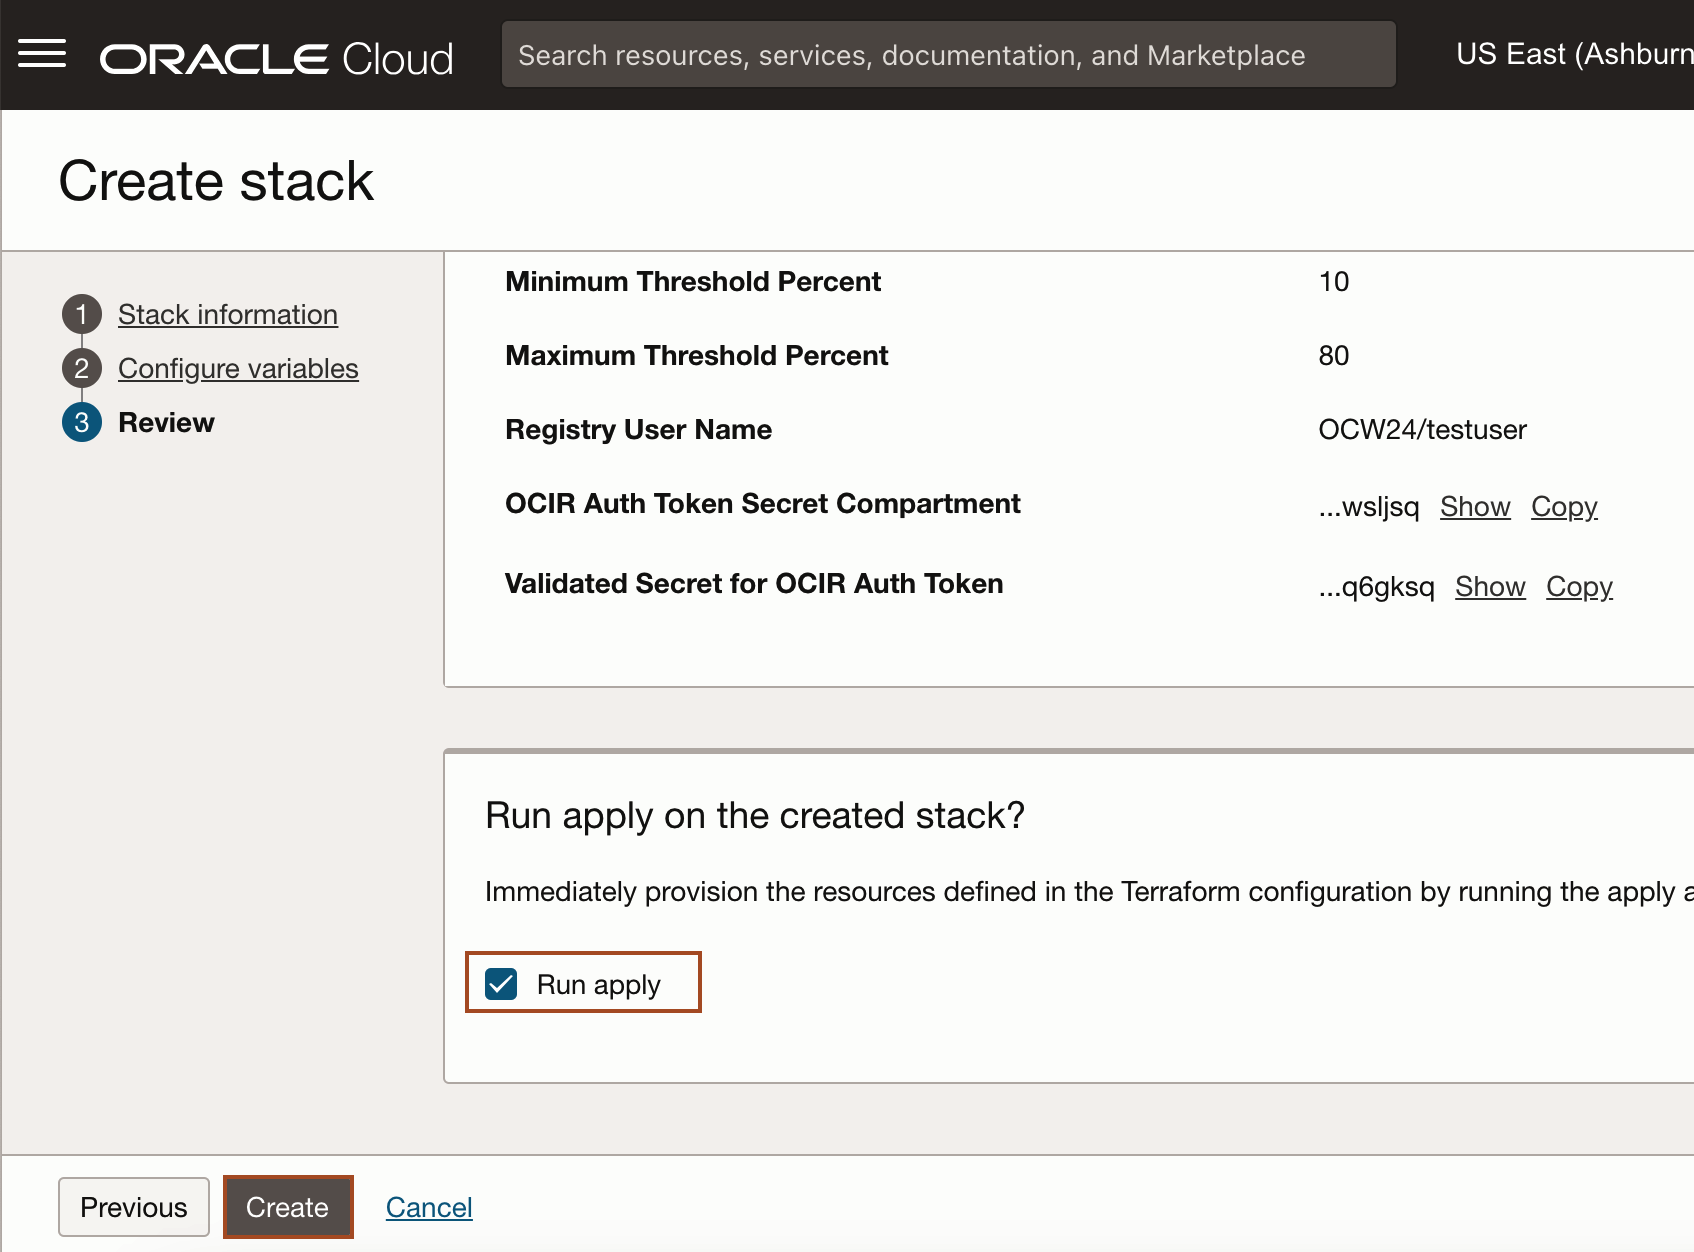 ORACLE Cloud
Search resources, services, documentation, and Marketplace
US East (Ashburn
Create stack
1 Stack information
2 Configure variables
3 Review
Minimum Threshold Percent 10
Maximum Threshold Percent 80
Registry User Name OCW24/testuser
OCIR Auth Token Secret Compartment ...wsljsq Show Copy
Validated Secret for OCIR Auth Token ...q6gksq Show Copy
Run apply on the created stack?
Immediately provision the resources defined in the Terraform configuration by running the apply a
Run apply
Previous Create Cancel